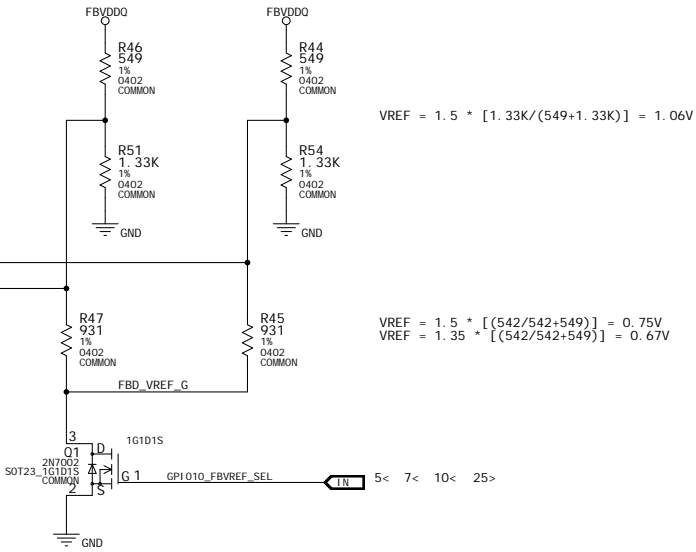 FBVDDQ
FBVDDQ
R46
549
1%
0402
COMMON
R44
549
1%
0402
COMMON
VREF = 1.5 * [1.33K/(549+1.33K)] = 1.06V
R51
1.33K
1%
0402
COMMON
R54
1.33K
1%
0402
COMMON
GND
GND
R47
931
1%
0402
COMMON
R45
931
1%
0402
COMMON
VREF = 1.5 * [(542/542+549)] = 0.75V
VREF = 1.35 * [(542/542+549)] = 0.67V
FBD_VREF_G
3
D
1G1D1S
Q1
2N7002
SOT23_1G1D1S
COMMON
G 1
GPIO10_FBVREF_SEL
IN
5< 7< 10< 25>
2
S
GND